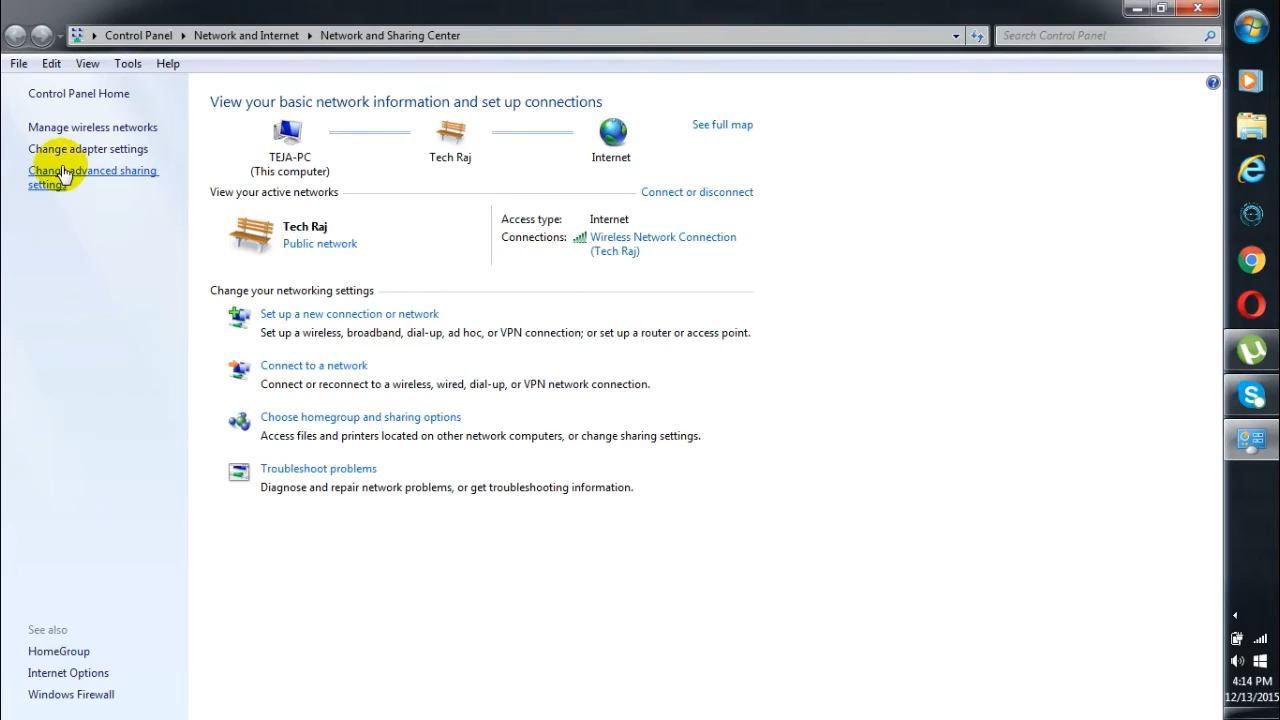 Control Panel
Network and Internet
Network and Sharing Center
Search Control Panel
File
Edit
View
Tools
Help
Control Panel Home
Manage wireless networks
Change adapter settings
Change advanced sharing
settings
View your basic network information and set up connections
See full map
TEJA-PC
(This computer)
Tech Raj
Internet
View your active networks
Connect or disconnect
Tech Raj
Public network
Access type:
Internet
Connections:
Wireless Network Connection
(Tech Raj)
Change your networking settings
Set up a new connection or network
Set up a wireless, broadband, dial-up, ad hoc, or VPN connection; or set up a router or access point.
Connect to a network
Connect or reconnect to a wireless, wired, dial-up, or VPN network connection.
Choose homegroup and sharing options
Access files and printers located on other network computers, or change sharing settings.
Troubleshoot problems
Diagnose and repair network problems, or get troubleshooting information.
See also
HomeGroup
Internet Options
Windows Firewall
4:14 PM
12/13/2015